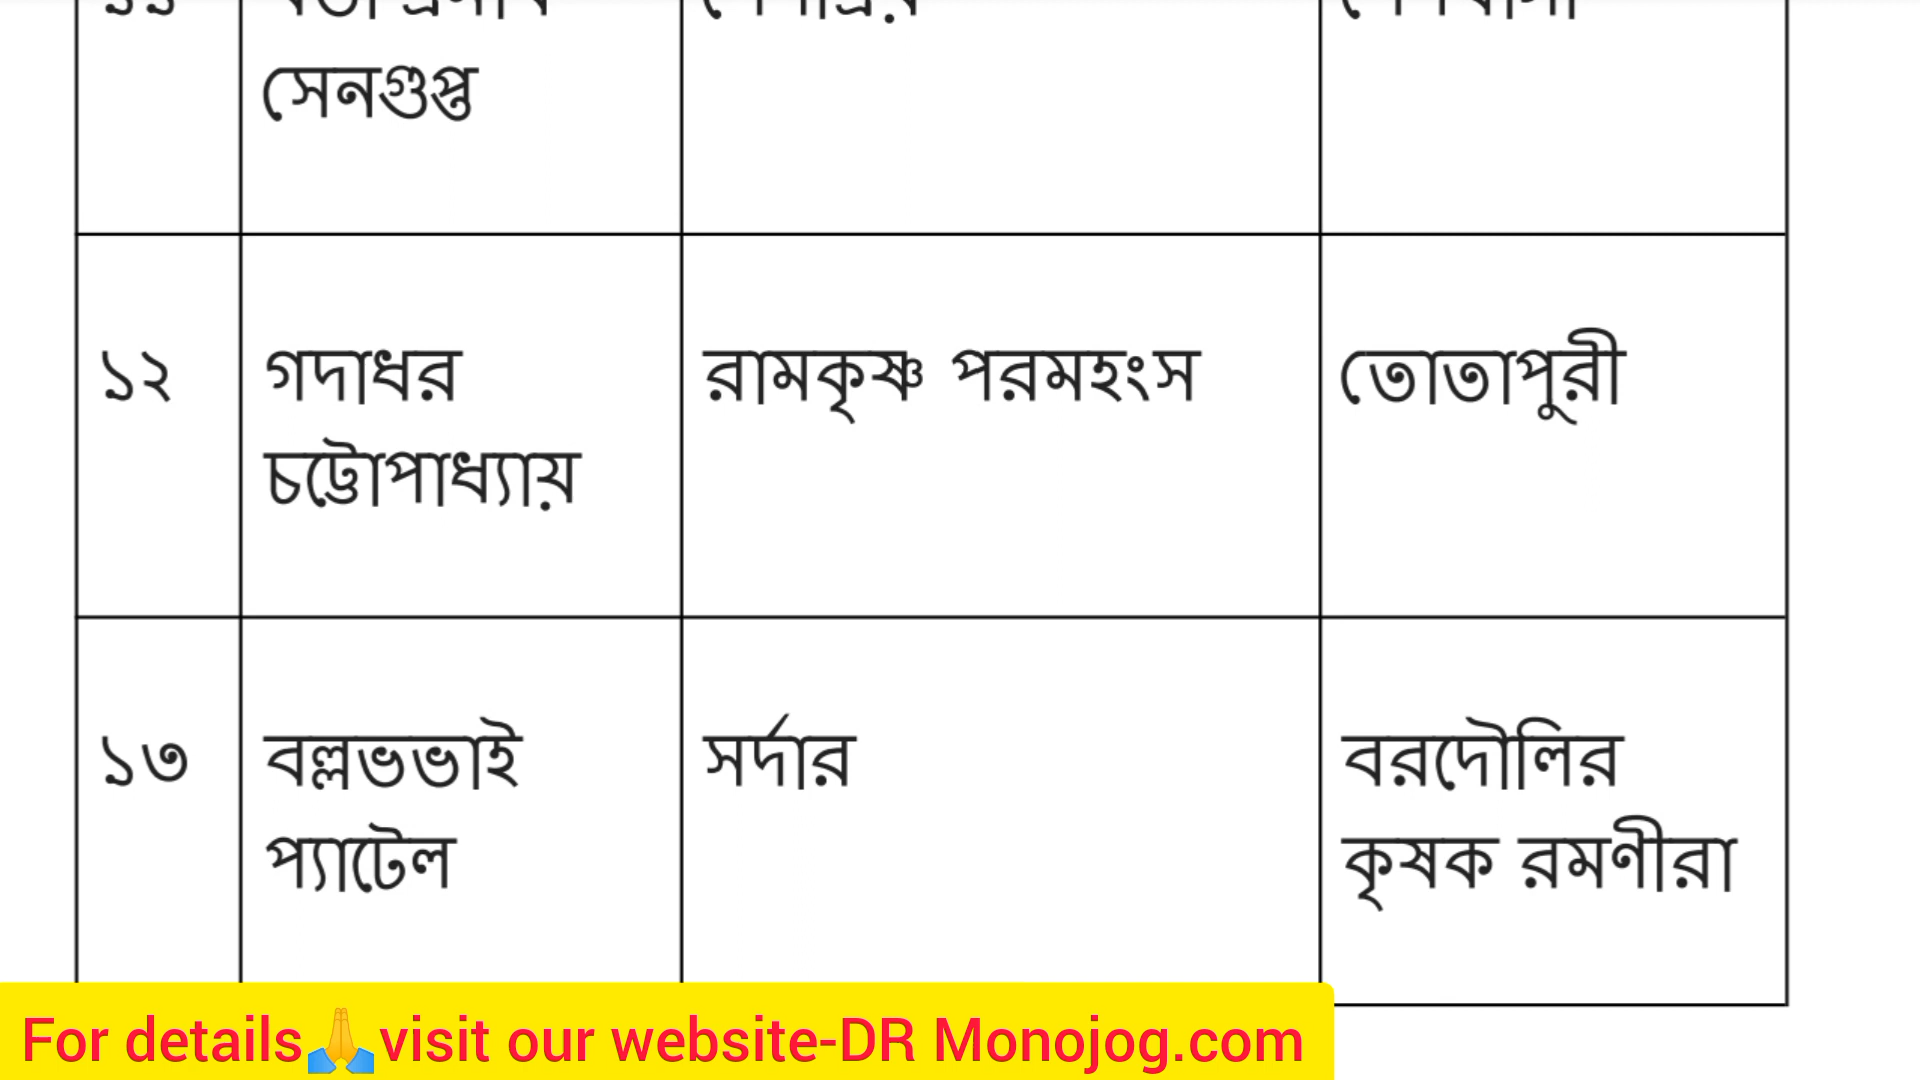 সেনগুপ্ত
১২ গদাধর রামকৃষ্ণ পরমহংস তোতাপুরী
চট্টোপাধ্যায়
১৩ বল্লভভাই সর্দার বরদৌলির
প্যাটেল কৃষক রমণীরা
For details🙏visit our website-DR Monojog.com